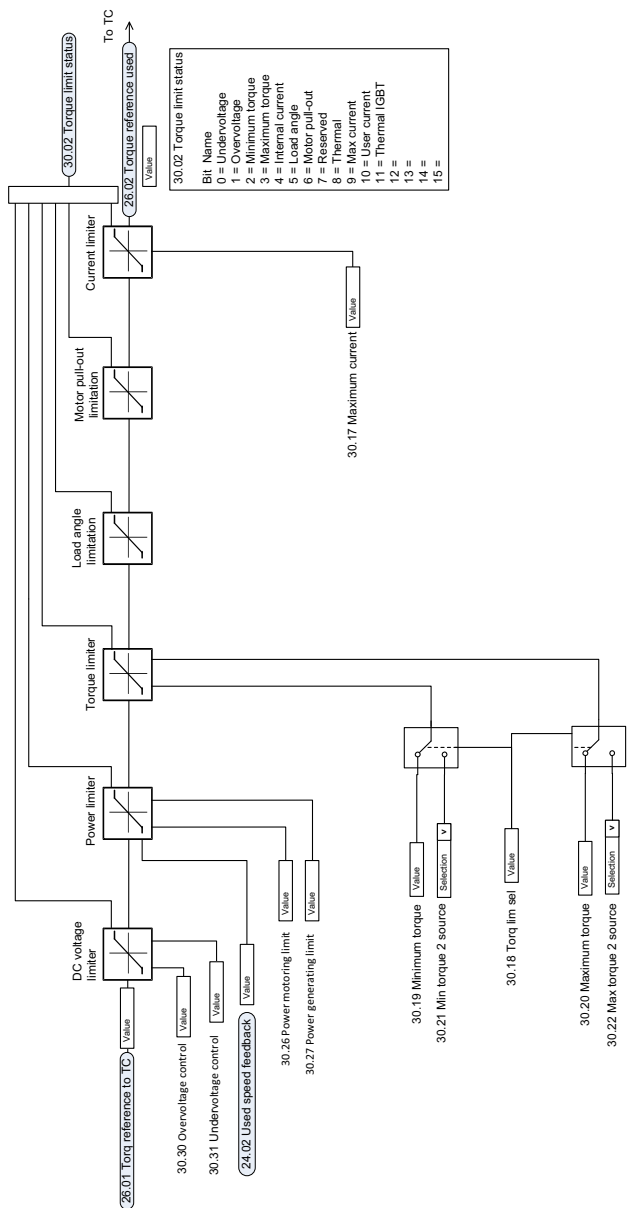 26.01 Torq reference to TC
Value
30.30 Overvoltage control
Value
30.31 Undervoltage control
Value
24.02 Used speed feedback
Value
DC voltage
limiter
30.26 Power motoring limit
Value
30.27 Power generating limit
Value
Power limiter
30.19 Minimum torque
Value
30.21 Min torque 2 source
Selection
v
30.18 Torq lim sel
Value
30.20 Maximum torque
Value
30.22 Max torque 2 source
Selection
v
Torque limiter
Load angle
limitation
Motor pull-out
limitation
30.17 Maximum current
Value
Current limiter
30.02 Torque limit status
26.02 Torque reference used
Value
To TC
30.02 Torque limit status
Bit Name
0 = Undervoltage
1 = Overvoltage
2 = Minimum torque
3 = Maximum torque
4 = Internal current
5 = Load angle
6 = Motor pull-out
7 = Reserved
8 = Thermal
9 = Max current
10 = User current
11 = Thermal IGBT
12 =
13 =
14 =
15 =